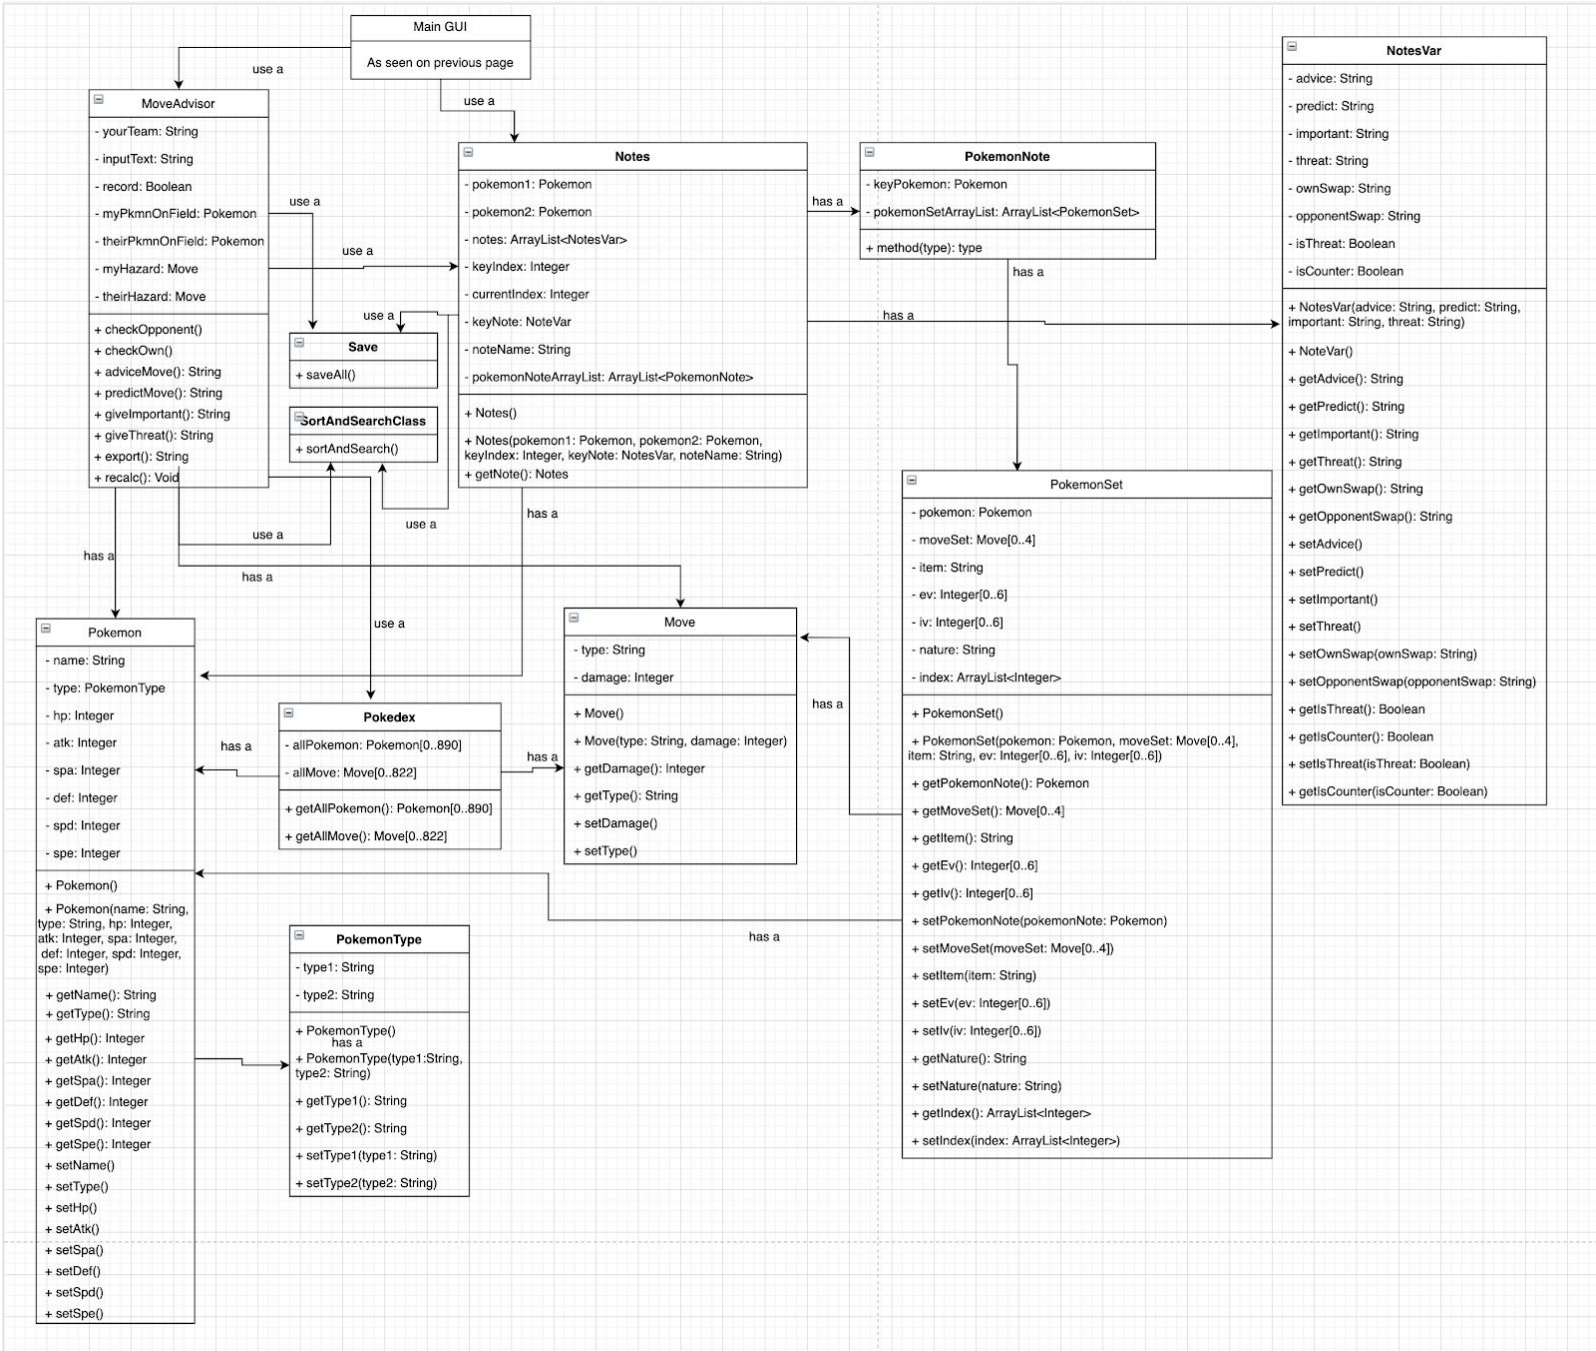 Main GUI
As seen on previous page
use a
use a
MoveAdvisor
- yourTeam: String
- inputText: String
- record: Boolean
- myPkmnOnField: Pokemon
- theirPkmnOnField: Pokemon
- myHazard: Move
- theirHazard: Move
+ checkOpponent()
+ checkOwn()
+ adviceMove(): String
+ predictMove(): String
+ giveImportant(): String
+ giveThreat(): String
+ export(): String
+ recalc(): Void
use a
use a
use a
Save
+ saveAll()
SortAndSearchClass
+ sortAndSearch()
use a
use a
has a
has a
use a
has a
Notes
- pokemon1: Pokemon
- pokemon2: Pokemon
- notes: ArrayList<NotesVar>
- keyIndex: Integer
- currentIndex: Integer
- keyNote: NoteVar
- noteName: String
- pokemonNoteArrayList: ArrayList<PokemonNote>
+ Notes()
+ Notes(pokemon1: Pokemon, pokemon2: Pokemon,
keyIndex: Integer, keyNote: NotesVar, noteName: String)
+ getNote(): Notes
has a
has a
PokemonNote
- keyPokemon: Pokemon
- pokemonSetArrayList: ArrayList<PokemonSet>
+ method(type): type
has a
NotesVar
- advice: String
- predict: String
- important: String
- threat: String
- ownSwap: String
- opponentSwap: String
- isThreat: Boolean
- isCounter: Boolean
+ NotesVar(advice: String, predict: String,
important: String, threat: String)
+ NoteVar()
+ getAdvice(): String
+ getPredict(): String
+ getImportant(): String
+ getThreat(): String
+ getOwnSwap(): String
+ getOpponentSwap(): String
+ setAdvice()
+ setPredict()
+ setImportant()
+ setThreat()
+ setOwnSwap(ownSwap: String)
+ setOpponentSwap(opponentSwap: String)
+ getIsThreat(): Boolean
+ getIsCounter(): Boolean
+ setIsThreat(isThreat: Boolean)
+ getIsCounter(isCounter: Boolean)
PokemonSet
- pokemon: Pokemon
- moveSet: Move[0..4]
- item: String
- ev: Integer[0..6]
- iv: Integer[0..6]
- nature: String
- index: ArrayList<Integer>
+ PokemonSet()
+ PokemonSet(pokemon: Pokemon, moveSet: Move[0..4],
item: String, ev: Integer[0..6], iv: Integer[0..6])
+ getPokemonNote(): Pokemon
+ getMoveSet(): Move[0..4]
+ getItem(): String
+ getEv(): Integer[0..6]
+ getIv(): Integer[0..6]
+ setPokemonNote(pokemonNote: Pokemon)
+ setMoveSet(moveSet: Move[0..4])
+ setItem(item: String)
+ setEv(ev: Integer[0..6])
+ setIv(iv: Integer[0..6])
+ getNature(): String
+ setNature(nature: String)
+ getIndex(): ArrayList<Integer>
+ setIndex(index: ArrayList<Integer>)
has a
has a
Move
- type: String
- damage: Integer
+ Move()
+ Move(type: String, damage: Integer)
+ getDamage(): Integer
+ getType(): String
+ setDamage()
+ setType()
Pokedex
- allPokemon: Pokemon[0..890]
- allMove: Move[0..822]
+ getAllPokemon(): Pokemon[0..890]
+ getAllMove(): Move[0..822]
has a
has a
Pokemon
- name: String
- type: PokemonType
- hp: Integer
- atk: Integer
- spa: Integer
- def: Integer
- spd: Integer
- spe: Integer
+ Pokemon()
+ Pokemon(name: String,
type: String, hp: Integer,
atk: Integer, spa: Integer,
def: Integer, spd: Integer,
spe: Integer)
+ getName(): String
+ getType(): String
+ getHp(): Integer
+ getAtk(): Integer
+ getSpa(): Integer
+ getDef(): Integer
+ getSpd(): Integer
+ getSpe(): Integer
+ setName()
+ setType()
+ setHp()
+ setAtk()
+ setSpa()
+ setDef()
+ setSpd()
+ setSpe()
PokemonType
- type1: String
- type2: String
+ PokemonType()
has a
+ PokemonType(type1:String,
type2: String)
+ getType1(): String
+ getType2(): String
+ setType1(type1: String)
+ setType2(type2: String)